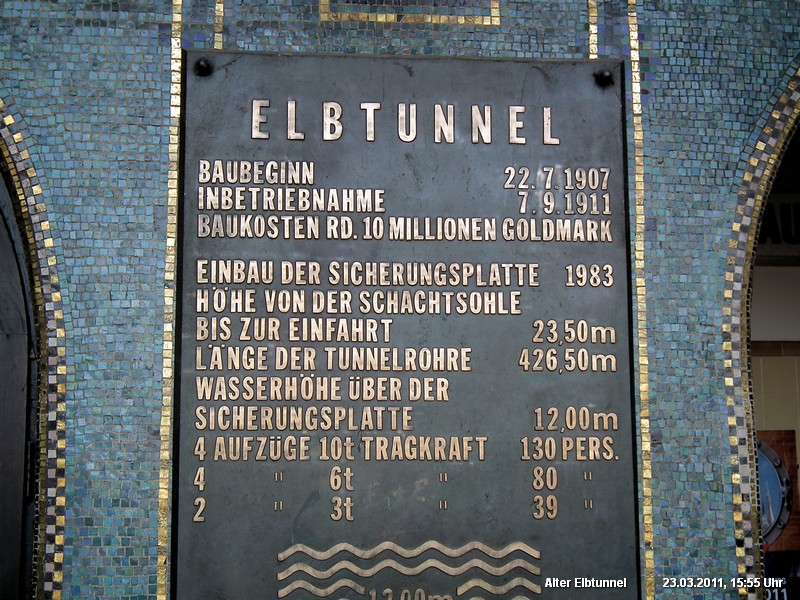 ELBTUNNEL
BAUBEGINN 22.7.1907
INBETRIEBNAHME 7.9.1911
BAUKOSTEN RD. 10 MILLIONEN GOLDMARK
EINBAU DER SICHERUNGSPLATTE 1983
HÖHE VON DER SCHACHTSOHLE
BIS ZUR EINFAHRT 23,50m
LÄNGE DER TUNNELROHRE 426,50m
WASSERHÖHE ÜBER DER
SICHERUNGSPLATTE 12,00m
4 AUFZÜGE 10t TRAGKRAFT 130 PERS.
4 " 6t " 80 "
2 " 3t " 39 "
12,00m
Alter Elbtunnel 23.03.2011, 15:55 Uhr